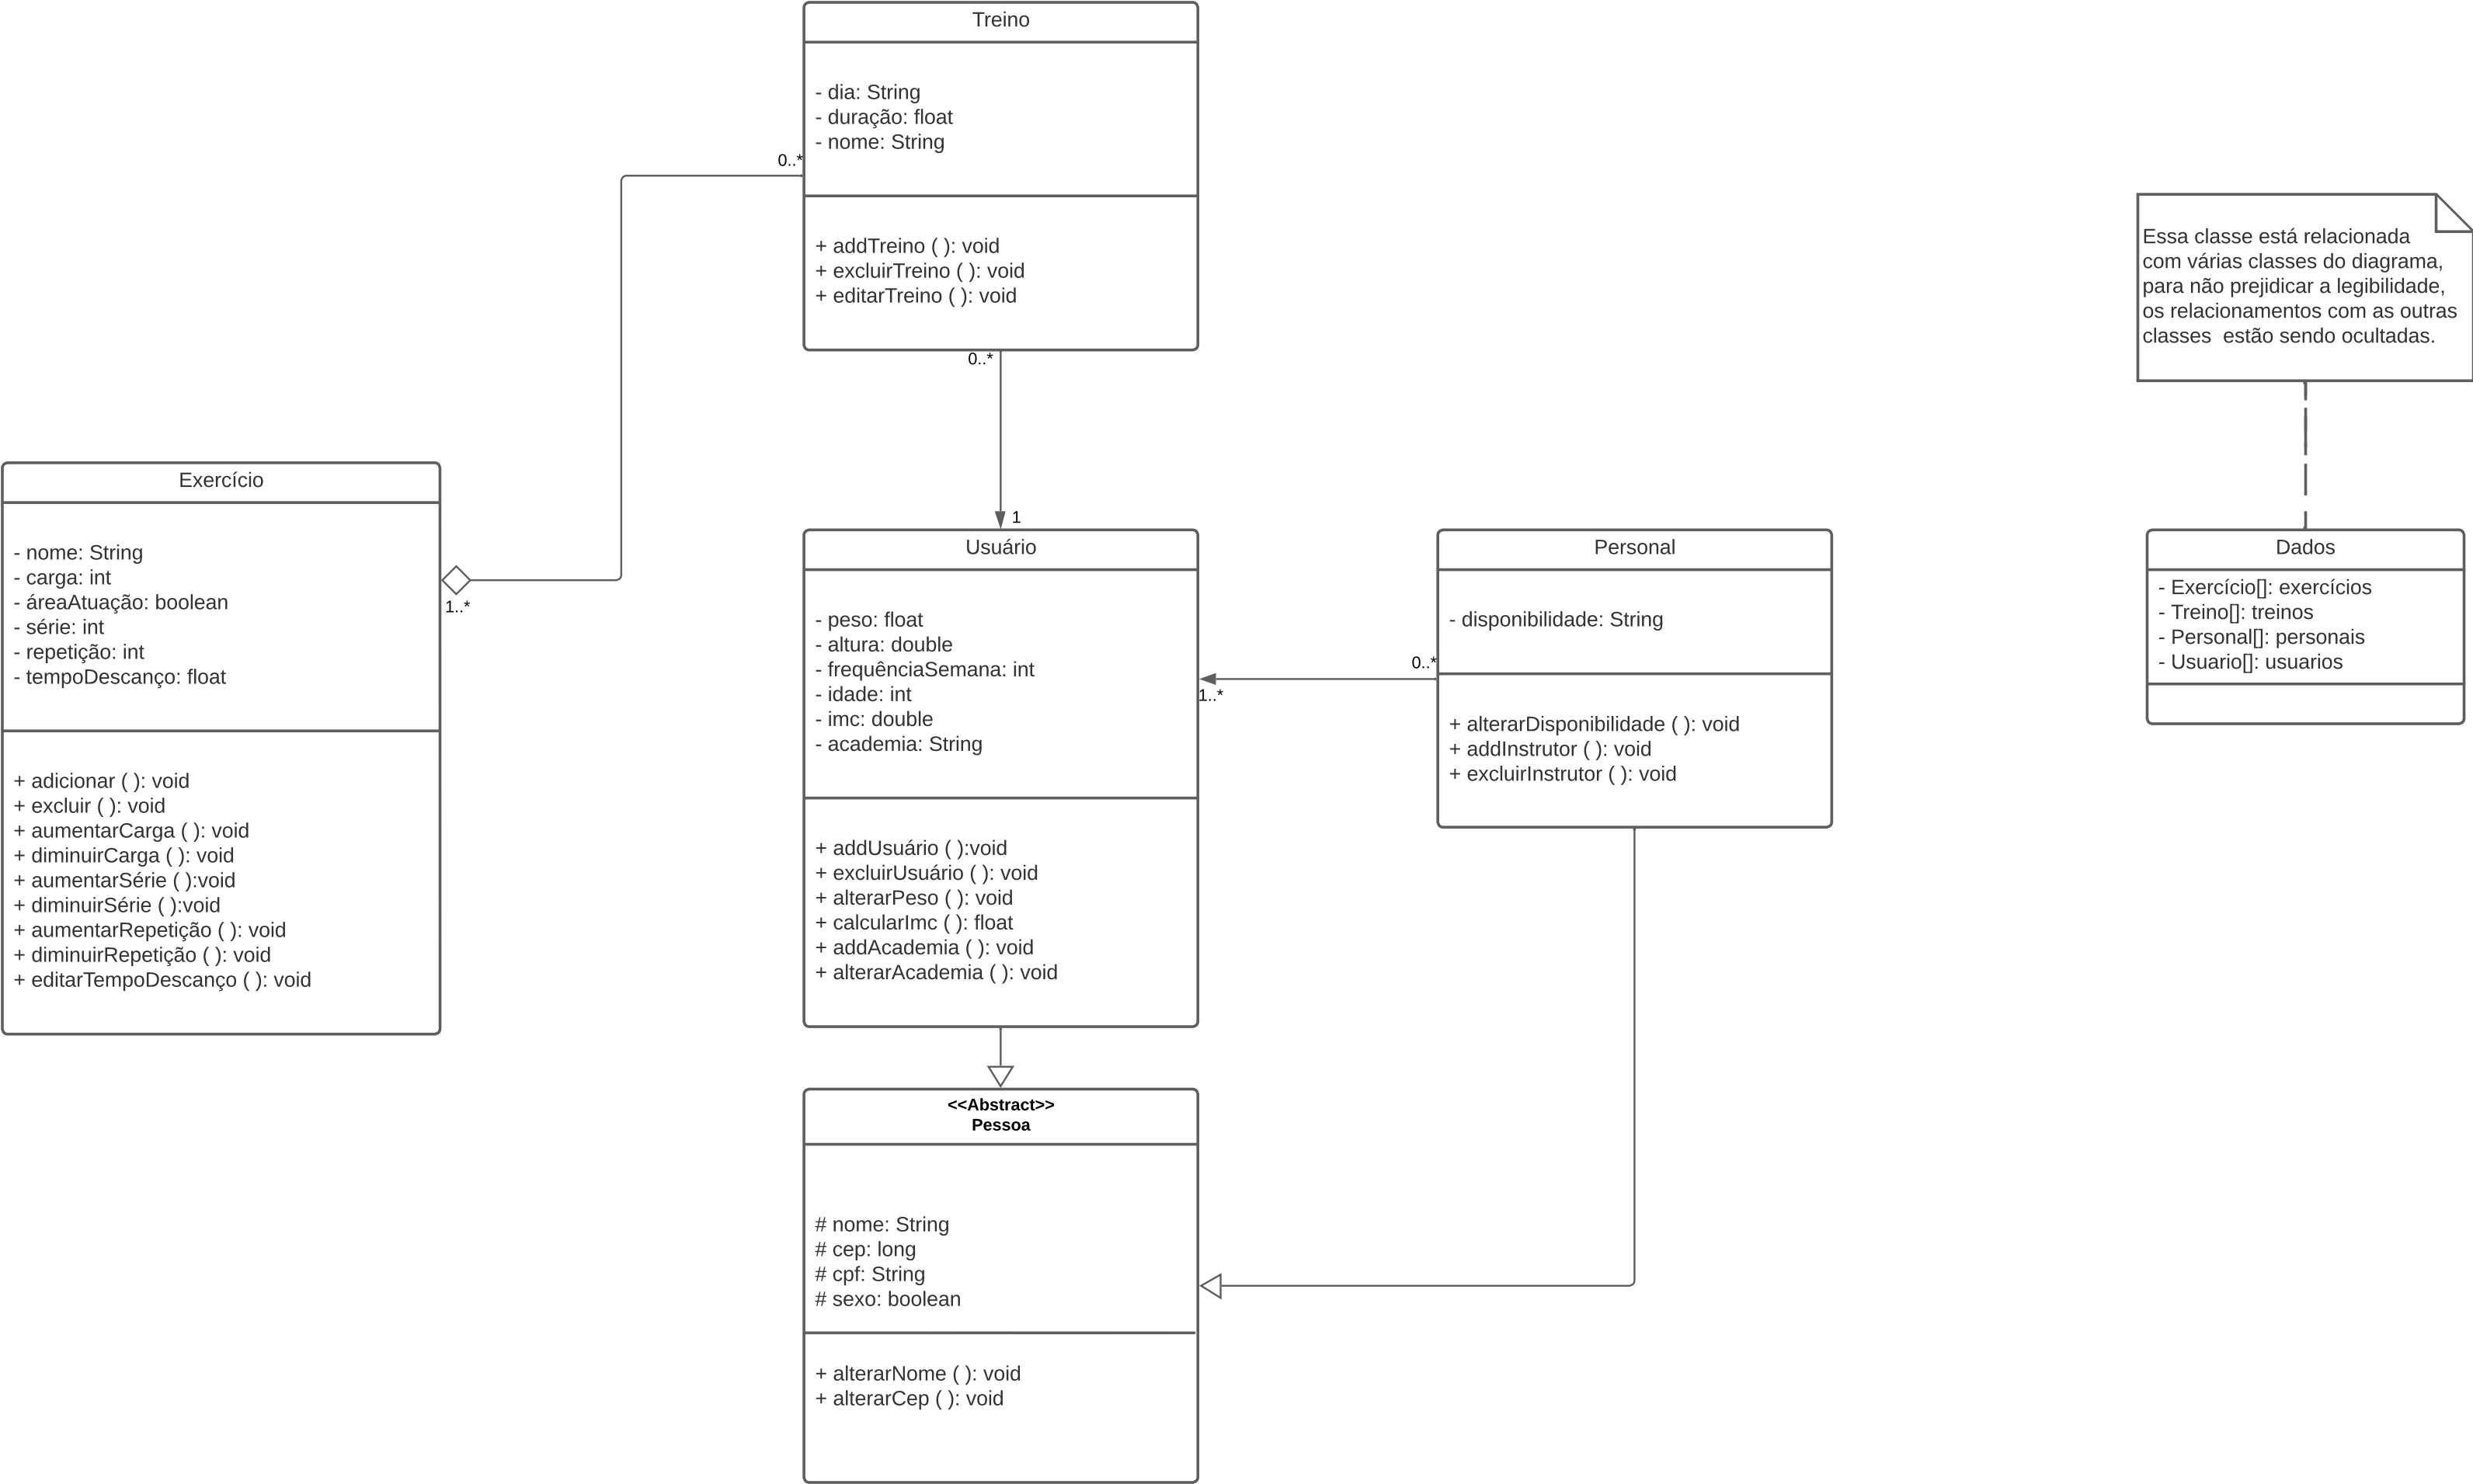 Treino
- dia: String
- duração: float
- nome: String
+ addTreino ( ): void
+ excluirTreino ( ): void
+ editarTreino ( ): void
0..*
0..*
1
Exercício
- nome: String
- carga: int
- áreaAtuação: boolean
- série: int
- repetição: int
- tempoDescanço: float
+ adicionar ( ): void
+ excluir ( ): void
+ aumentarCarga ( ): void
+ diminuirCarga ( ): void
+ aumentarSérie ( ):void
+ diminuirSérie ( ):void
+ aumentarRepetição ( ): void
+ diminuirRepetição ( ): void
+ editarTempoDescanço ( ): void
1..*
Usuário
- peso: float
- altura: double
- frequênciaSemana: int
- idade: int
- imc: double
- academia: String
+ addUsuário ( ):void
+ excluirUsuário ( ): void
+ alterarPeso ( ): void
+ calcularImc ( ): float
+ addAcademia ( ): void
+ alterarAcademia ( ): void
1..*
0..*
Personal
- disponibilidade: String
+ alterarDisponibilidade ( ): void
+ addInstrutor ( ): void
+ excluirInstrutor ( ): void
<<Abstract>>
Pessoa
# nome: String
# cep: long
# cpf: String
# sexo: boolean
+ alterarNome ( ): void
+ alterarCep ( ): void
Essa classe está relacionada
com várias classes do diagrama,
para não prejidicar a legibilidade,
os relacionamentos com as outras
classes  estão sendo ocultadas.
Dados
- Exercício[]: exercícios
- Treino[]: treinos
- Personal[]: personais
- Usuario[]: usuarios